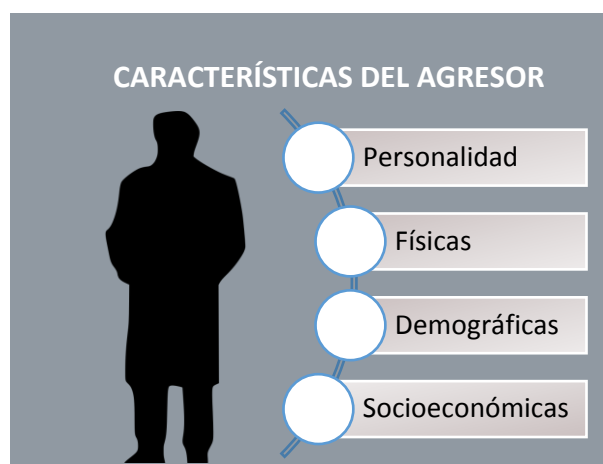 CARACTERÍSTICAS DEL AGRESOR
Personalidad
Físicas
Demográficas
Socioeconómicas